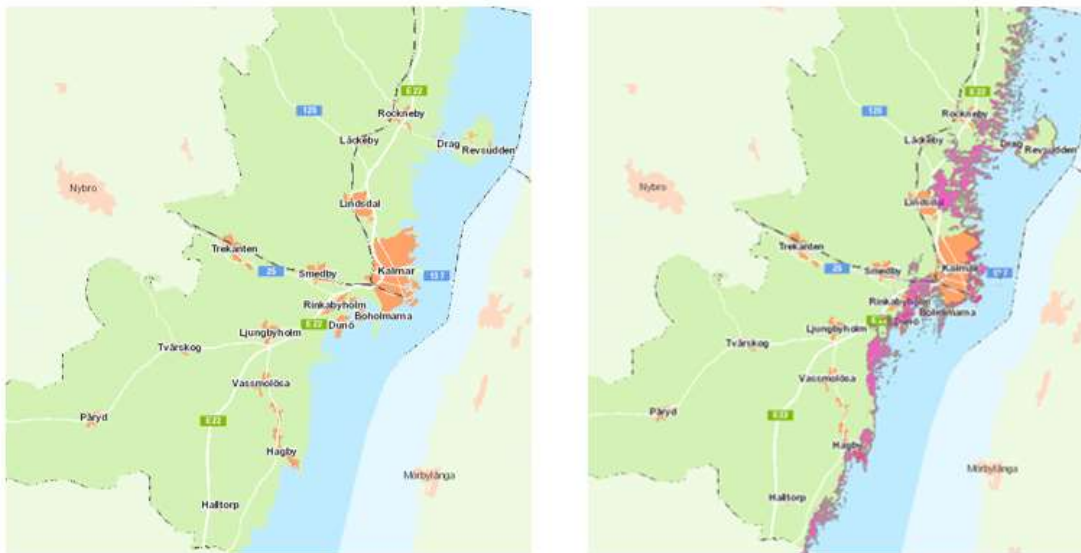 E 22
125
Rockneby
Läckeby
Drag
Revsudden
Nybro
Lindsdal
Trekanten
25
Smedby
Kalmar
137
Rinkabyholm
Boholmarna
E 22
Dunö
Ljungbyholm
Tvärskog
Vassmolösa
Påryd
E 22
Hagby
Mörbylånga
Halltorp
E 22
125
Rockneby
Läckeby
Drag
Revsudden
Nybro
Lindsdal
Trekanten
25
Smedby
Kalmar
Rinkabyholm
Boholmarna
Dunö
Ljungbyholm
Tvärskog
Vassmolösa
Påryd
E 22
Hagby
Mörbylånga
Halltorp